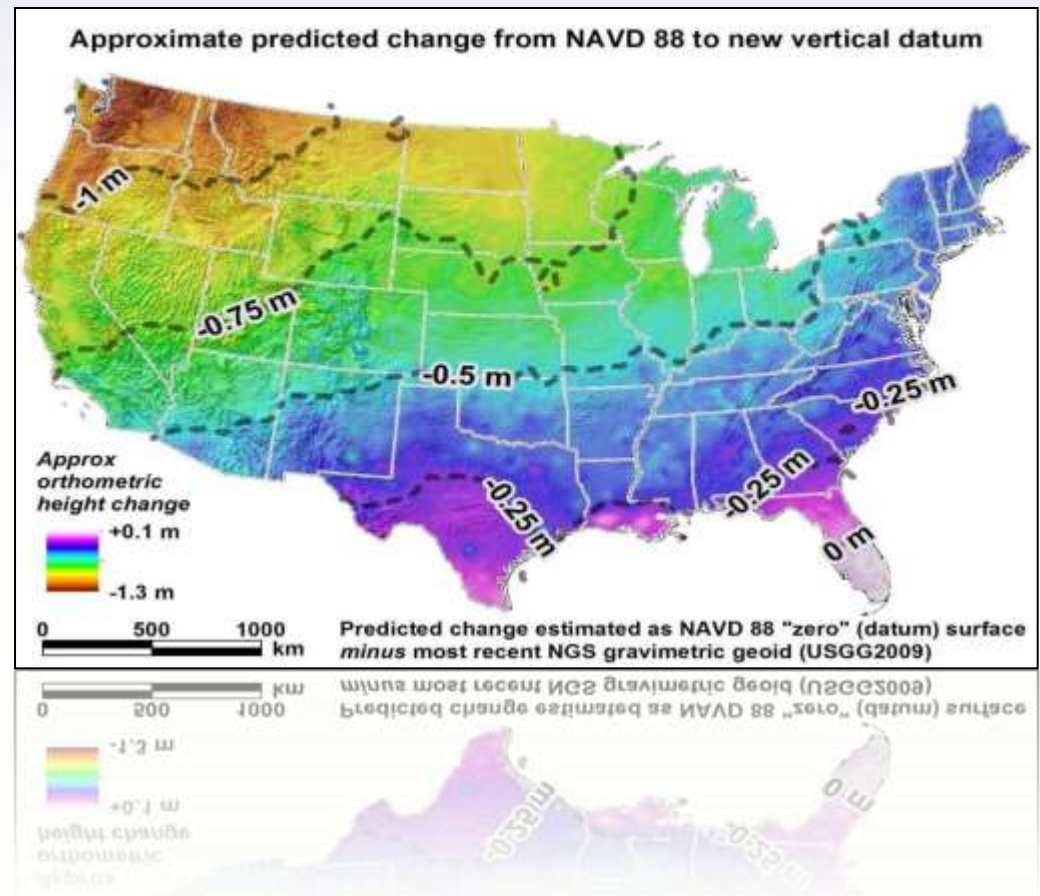 Approximate predicted change from NAVD 88 to new vertical datum
-1 m
-0.75 m
-0.5 m
-0.25 m
-0.25 m
-0.25 m
0 m
Approx
orthometric
height change
+0.1 m
-1.3 m
0 500 1000
km
Predicted change estimated as NAVD 88 "zero" (datum) surface
minus most recent NGS gravimetric geoid (USGG2009)